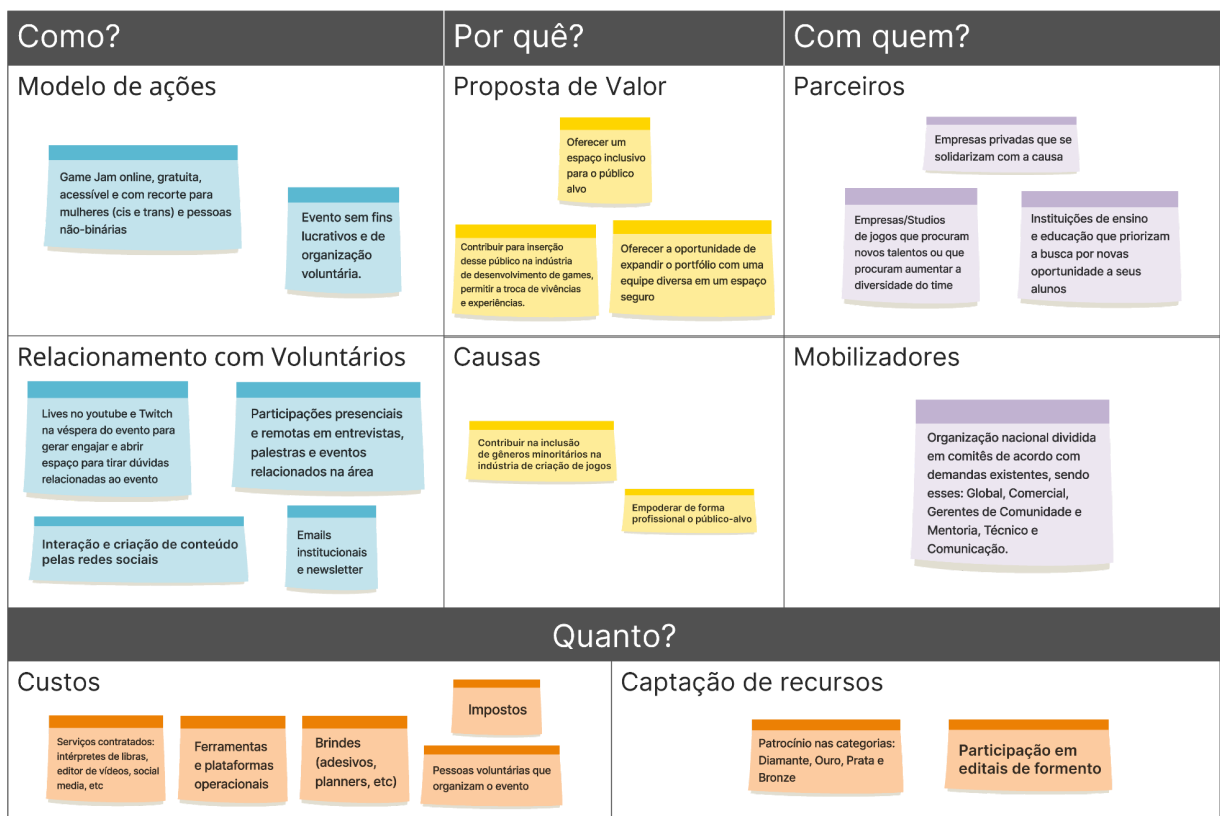 Como?
Modelo de ações
Game Jam online, gratuita,
acessível e com recorte para
mulheres (cis e trans) e pessoas
não-binárias
Evento sem fins
lucrativos e de
organização
voluntária.
Por quê?
Proposta de Valor
Oferecer um
espaço inclusivo
para o público
alvo
Contribuir para inserção
desse público na indústria
de desenvolvimento de games,
permitir a troca de vivências
e experiências.
Oferecer a oportunidade de
expandir o portfólio com uma
equipe diversa em um espaço
seguro
Com quem?
Parceiros
Empresas privadas que se
solidarizam com a causa
Empresas/Studios
de jogos que procuram
novos talentos ou que
procuram aumentar a
diversidade do time
Instituições de ensino
e educação que priorizam
a busca por novas
oportunidade a seus
alunos
Relacionamento com Voluntários
Lives no youtube e Twitch
na véspera do evento para
gerar engajar e abrir
espaço para tirar dúvidas
relacionadas ao evento
Participações presenciais
e remotas em entrevistas,
palestras e eventos
relacionados na área
Interação e criação de conteúdo
pelas redes sociais
Emails
institucionais
e newsletter
Causas
Contribuir na inclusão
de gêneros minoritários na
indústria de criação de jogos
Empoderar de forma
profissional o público-alvo
Mobilizadores
Organização nacional dividida
em comitês de acordo com
demandas existentes, sendo
esses: Global, Comercial,
Gerentes de Comunidade e
Mentoria, Técnico e
Comunicação.
Quanto?
Custos
Serviços contratados:
intérpretes de libras,
editor de vídeos, social
media, etc
Ferramentas
e plataformas
operacionais
Brindes
(adesivos,
planners, etc)
Impostos
Pessoas voluntárias que
organizam o evento
Captação de recursos
Patrocínio nas categorias:
Diamante, Ouro, Prata e
Bronze
Participação em
editais de formento